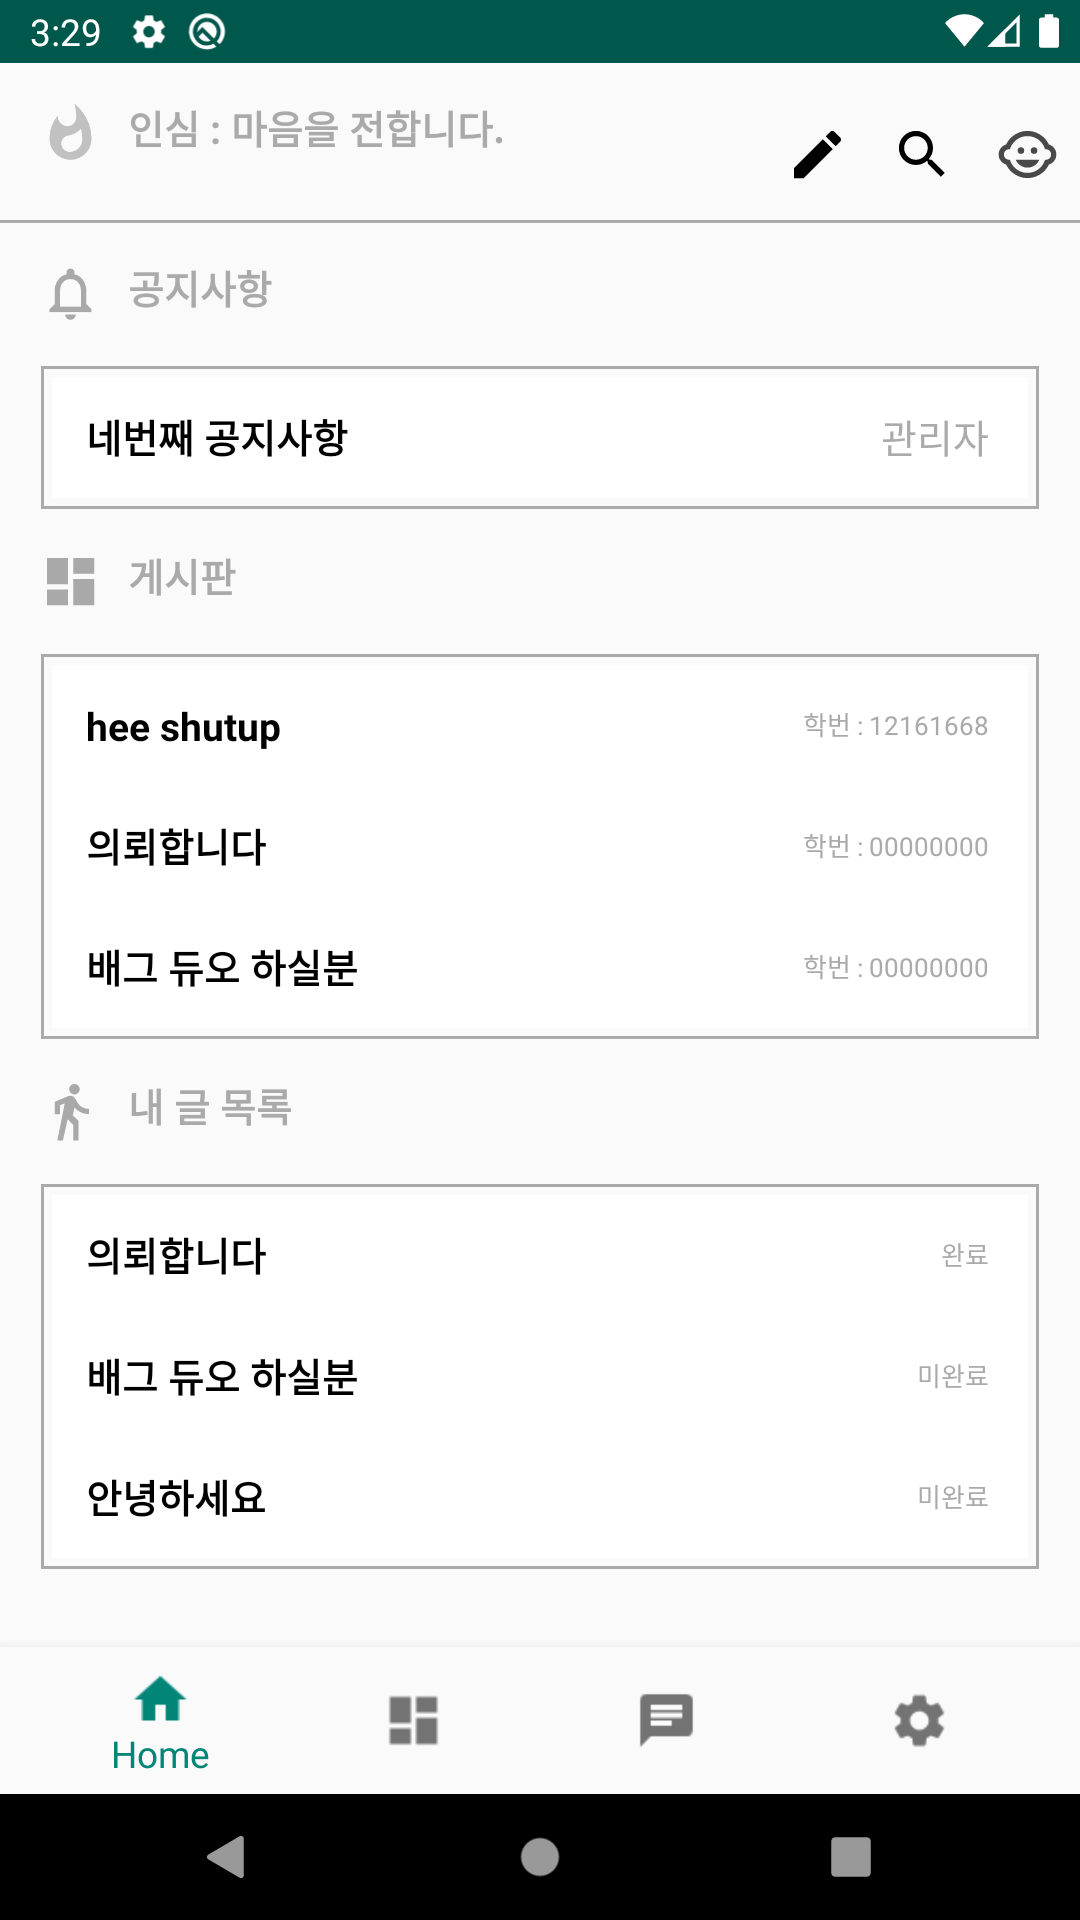 3:29
인심 : 마음을 전합니다.
공지사항
네번째 공지사항 관리자
게시판
hee shutup 학번 : 12161668
의뢰합니다 학번 : 00000000
배그 듀오 하실분 학번 : 00000000
내 글 목록
의뢰합니다 완료
배그 듀오 하실분 미완료
안녕하세요 미완료
Home